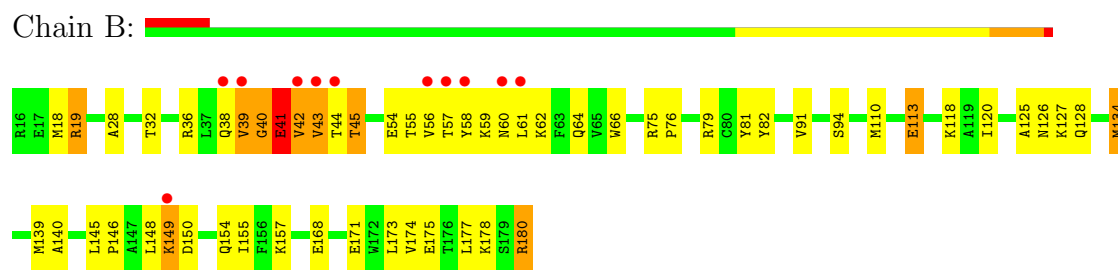 Chain B:
R16 E17 M18 R19 A28 T32 R36 L37 Q38 V39 G40 E41 V42 V43 T44 T45 E54 T55 V56 T57 Y58 K59 N60 L61 K62 F63 Q64 V65 W66 R75 P76 R79 C80 Y81 Y82 V91 S94 M110 E113 K118 A119 I120 A125 N126 K127 Q128 M134
M139 A140 L145 P146 A147 L148 K149 D150 Q154 I155 F156 K157 E168 E171 W172 L173 V174 E175 T176 L177 K178 S179 R180